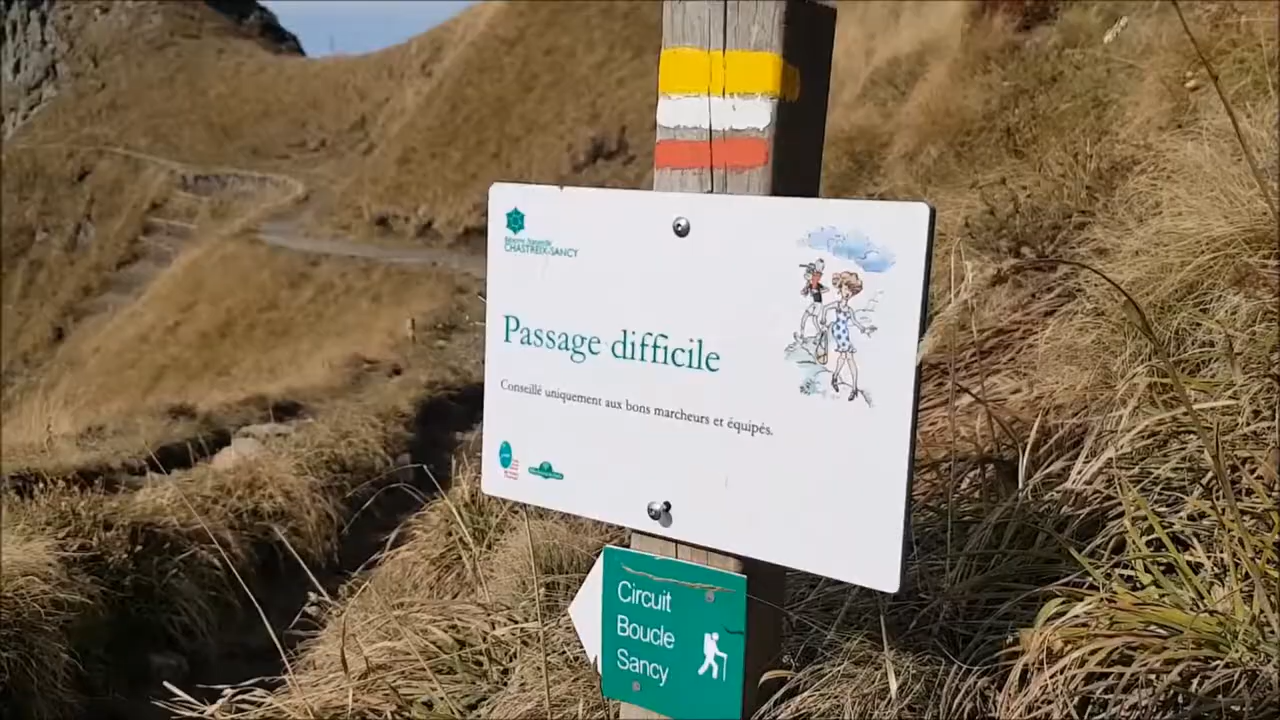 Réserve Naturelle
CHASTREIX-SANCY
Passage difficile
Conseillé uniquement aux bons marcheurs et équipés.
Circuit
Boucle
Sancy